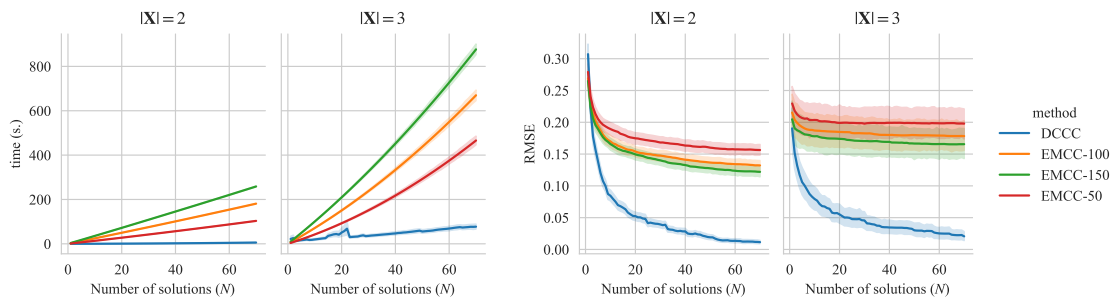 |X| = 2
|X| = 3
|X| = 2
|X| = 3
time (s.)
800
600
400
200
0
0
20
40
60
0
20
40
60
Number of solutions (N)
Number of solutions (N)
RMSE
0.30
0.25
0.20
0.15
0.10
0.05
0.00
0
20
40
60
0
20
40
60
Number of solutions (N)
Number of solutions (N)
method
DCCC
EMCC-100
EMCC-150
EMCC-50